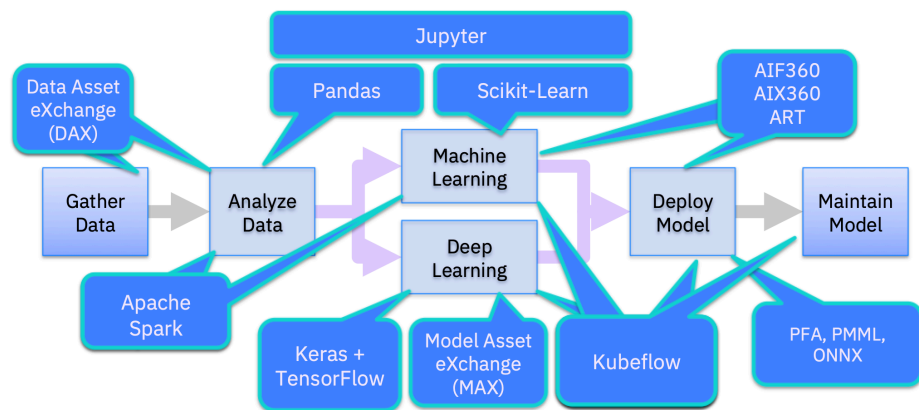 Jupyter
Data Asset
eXchange
(DAX)
Pandas
Scikit-Learn
AIF360
AIX360
ART
Gather
Data
Analyze
Data
Machine
Learning
Deep
Learning
Deploy
Model
Maintain
Model
Apache
Spark
Keras +
TensorFlow
Model Asset
eXchange
(MAX)
Kubeflow
PFA, PMML,
ONNX